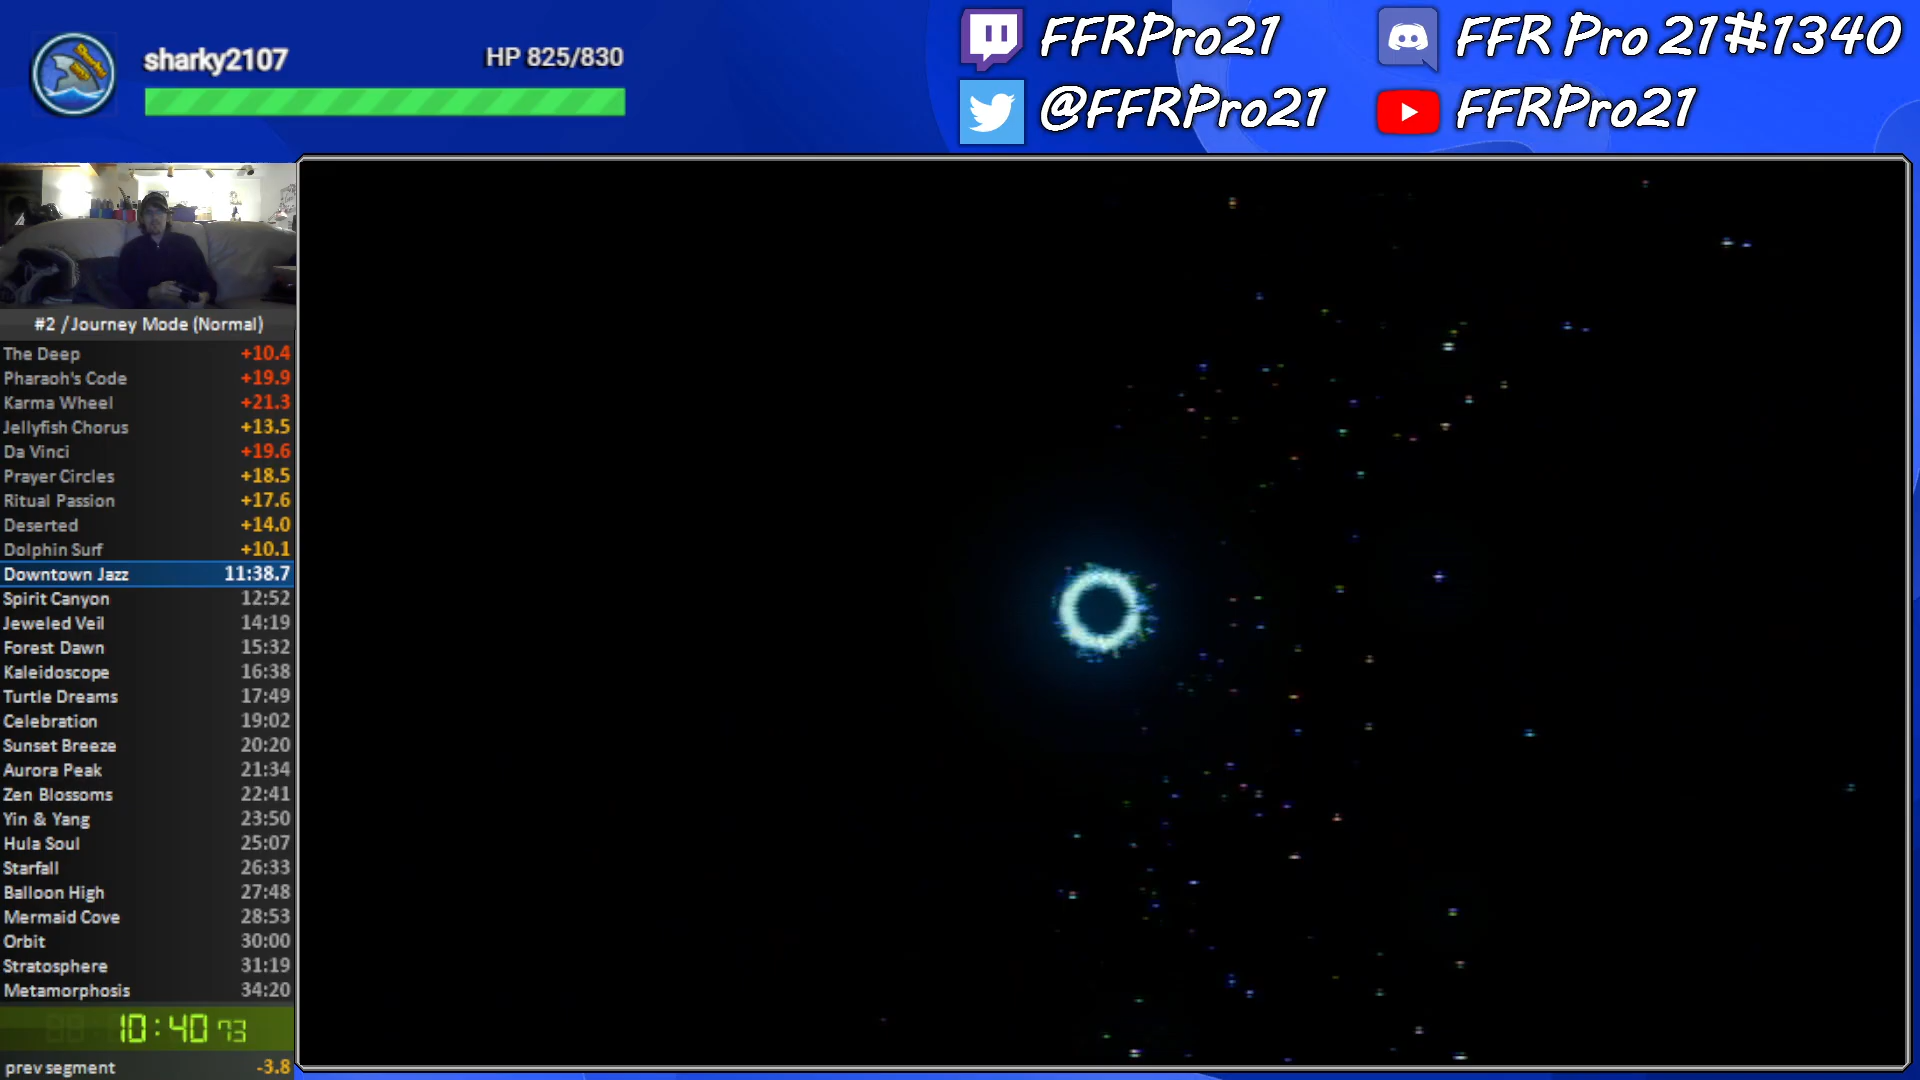 sharky2107
HP 825/830
FFRPro21
FFR Pro 21#1340
@FFRPro21
FFRPro21
#2 / Journey Mode (Normal)
The Deep +10.4
Pharaoh's Code +19.9
Karma Wheel +21.3
Jellyfish Chorus +13.5
Da Vinci +19.6
Prayer Circles +18.5
Ritual Passion +17.6
Deserted +14.0
Dolphin Surf +10.1
Downtown Jazz 11:38.7
Spirit Canyon 12:52
Jeweled Veil 14:19
Forest Dawn 15:32
Kaleidoscope 16:38
Turtle Dreams 17:49
Celebration 19:02
Sunset Breeze 20:20
Aurora Peak 21:34
Zen Blossoms 22:41
Yin & Yang 23:50
Hula Soul 25:07
Starfall 26:33
Balloon High 27:48
Mermaid Cove 28:53
Orbit 30:00
Stratosphere 31:19
Metamorphosis 34:20
10:40 73
prev segment -3.8